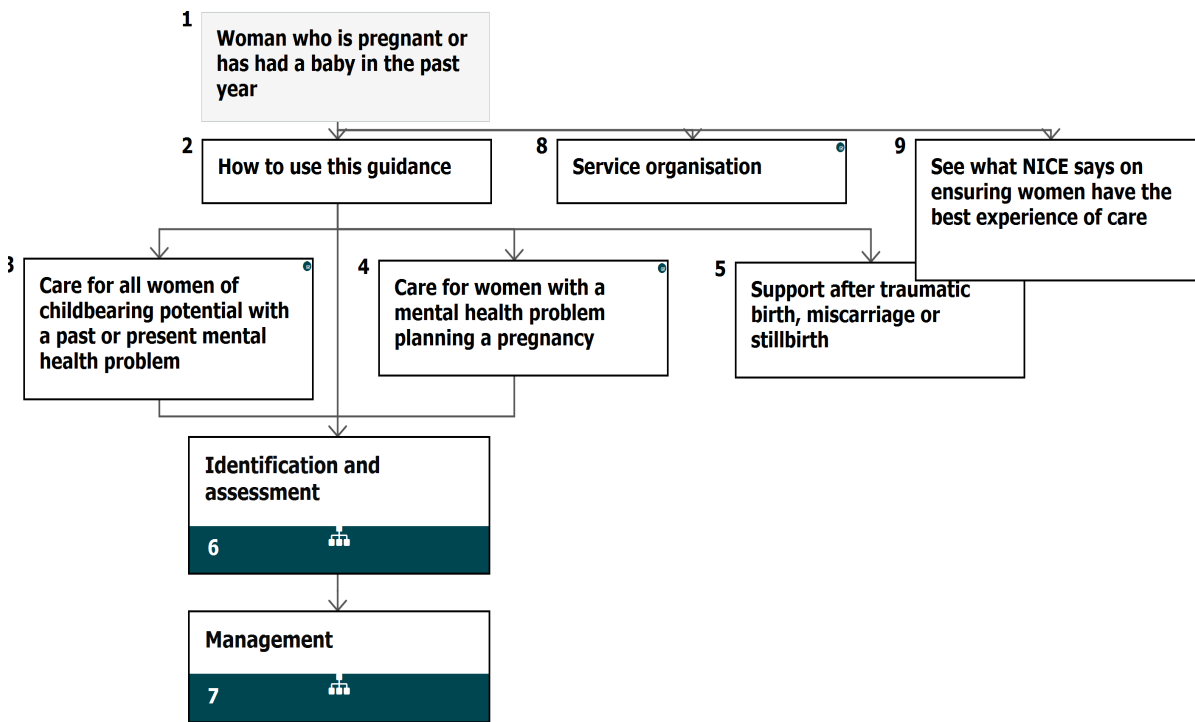 1
Woman who is pregnant or
has had a baby in the past
year
2
How to use this guidance
8
Service organisation
9
See what NICE says on
ensuring women have the
best experience of care
3
Care for all women of
childbearing potential with
a past or present mental
health problem
4
Care for women with a
mental health problem
planning a pregnancy
5
Support after traumatic
birth, miscarriage or
stillbirth
Identification and
assessment
6
Management
7